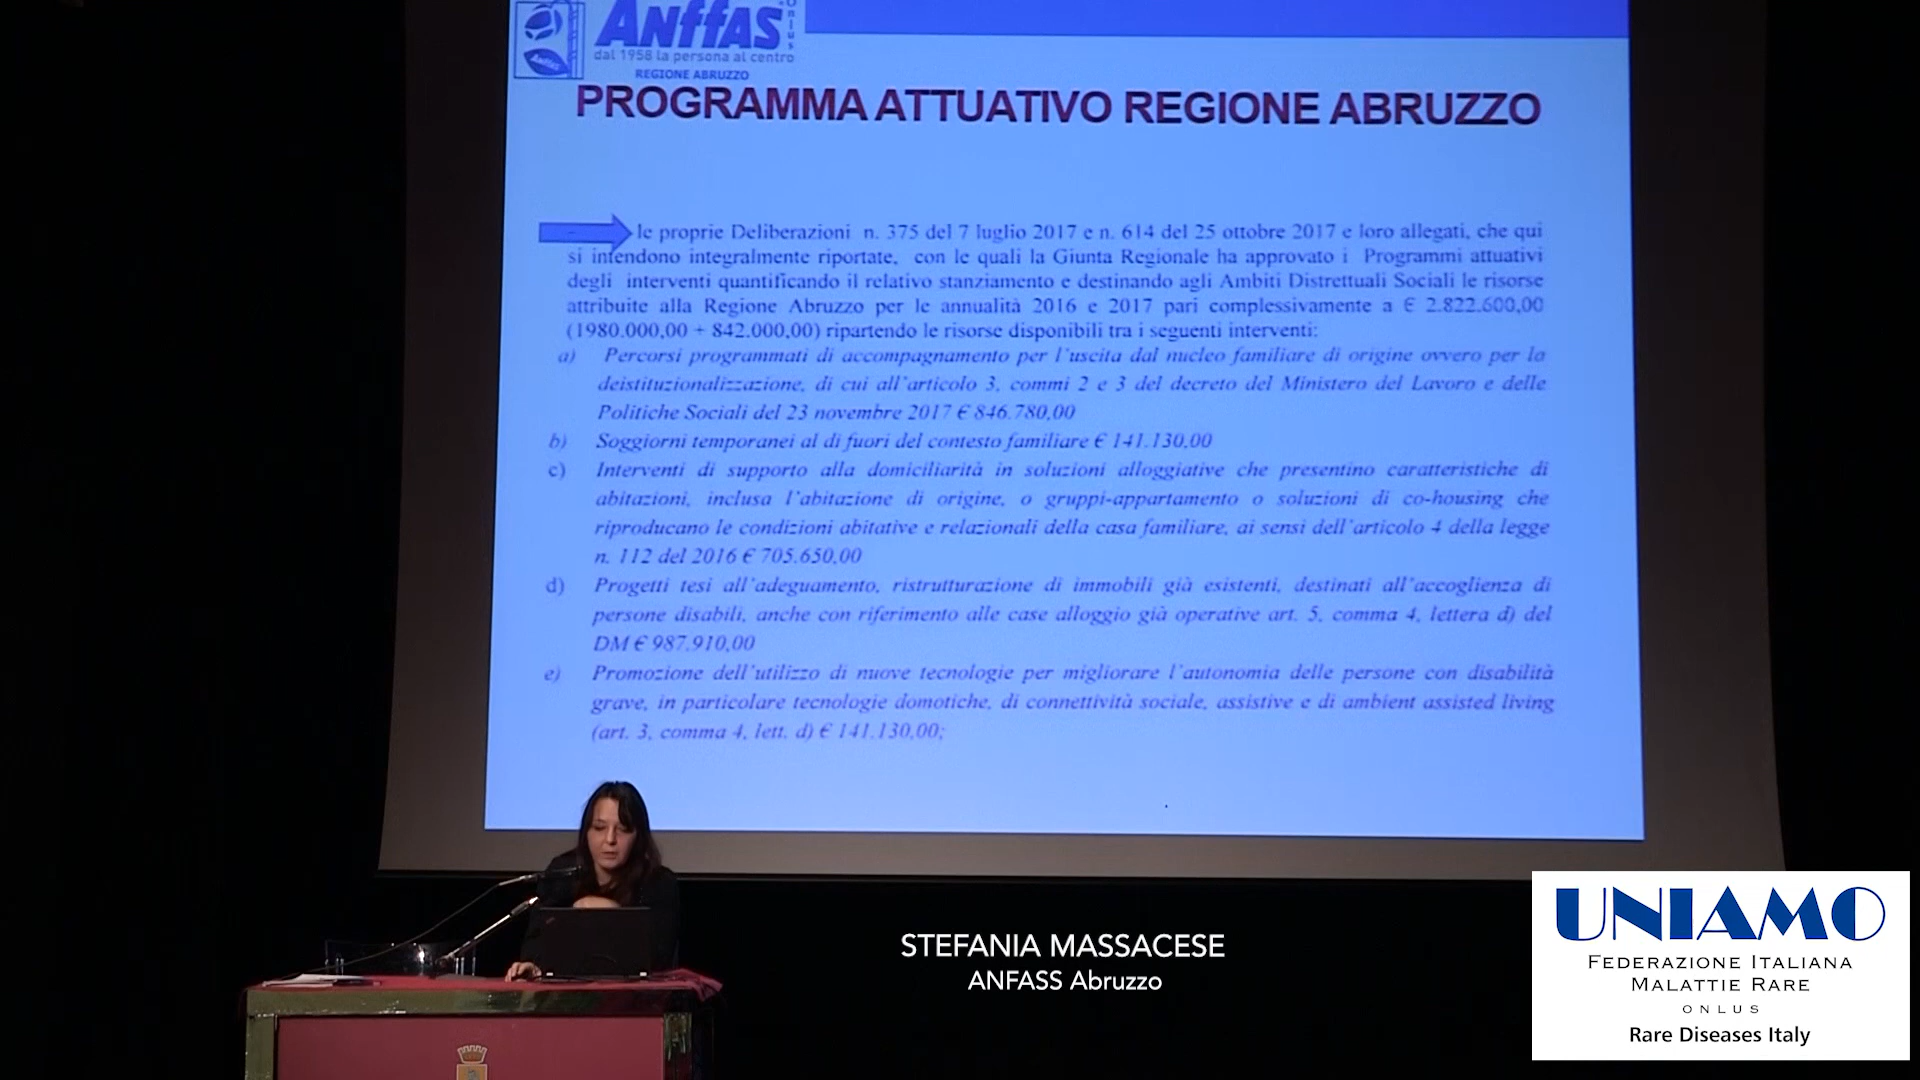 ANffAS
Onlus
dal 1958 la persona al centro
REGIONE ABRUZZO
PROGRAMMA ATTUATIVO REGIONE ABRUZZO
le proprie Deliberazioni n. 375 del 7 luglio 2017 e n. 614 del 25 ottobre 2017 e loro allegati, che qui
si intendono integralmente riportate, con le quali la Giunta Regionale ha approvato i Programmi attuativi
degli interventi quantificando il relativo stanziamento e destinando agli Ambiti Distrettuali Sociali le risorse
attribuite alla Regione Abruzzo per le annualità 2016 e 2017 pari complessivamente a € 2.822.600,00
(1980.000,00 + 842.000,00) ripartendo le risorse disponibili tra i seguenti interventi:
a) Percorsi programmati di accompagnamento per l'uscita dal nucleo familiare di origine ovvero per la
deistituzionalizzazione, di cui all'articolo 3, commi 2 e 3 del decreto del Ministero del Lavoro e delle
Politiche Sociali del 23 novembre 2017 € 846.780,00
b) Soggiorni temporanei al di fuori del contesto familiare € 141.130,00
c) Interventi di supporto alla domiciliarità in soluzioni alloggiative che presentino caratteristiche di
abitazioni, inclusa l'abitazione di origine, o gruppi-appartamento o soluzioni di co-housing che
riproducano le condizioni abitative e relazionali della casa familiare, ai sensi dell'articolo 4 della legge
n. 112 del 2016 € 705.650,00
d) Progetti tesi all'adeguamento, ristrutturazione di immobili già esistenti, destinati all'accoglienza di
persone disabili, anche con riferimento alle case alloggio già operative art. 5, comma 4, lettera d) del
DM € 987.910,00
e) Promozione dell'utilizzo di nuove tecnologie per migliorare l'autonomia delle persone con disabilità
grave, in particolare tecnologie domotiche, di connettività sociale, assistive e di ambient assisted living
(art. 3, comma 4, lett. d) € 141.130,00;
STEFANIA MASSACESE
ANFASS Abruzzo
UNIAMO
FEDERAZIONE ITALIANA
MALATTIE RARE
ONLUS
Rare Diseases Italy